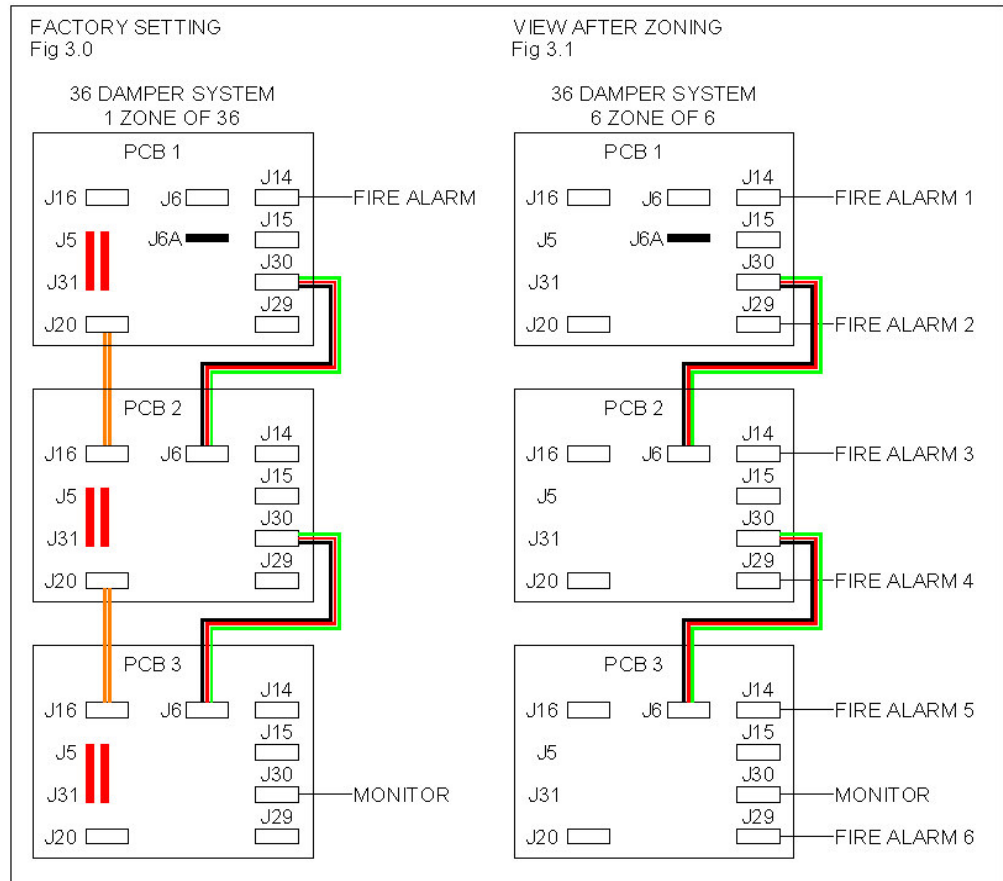 FACTORY SETTING
Fig 3.0
36 DAMPER SYSTEM
1 ZONE OF 36
PCB 1
J16
J6
J14
FIRE ALARM
J5
J6A
J15
J31
J30
J20
J29
PCB 2
J16
J6
J14
J5
J15
J31
J30
J20
J29
PCB 3
J16
J6
J14
J5
J15
J31
J30
MONITOR
J20
J29
VIEW AFTER ZONING
Fig 3.1
36 DAMPER SYSTEM
6 ZONE OF 6
PCB 1
J16
J6
J14
FIRE ALARM 1
J5
J6A
J15
J31
J30
J20
J29
FIRE ALARM 2
PCB 2
J16
J6
J14
FIRE ALARM 3
J5
J15
J31
J30
J20
J29
FIRE ALARM 4
PCB 3
J16
J6
J14
FIRE ALARM 5
J5
J15
J31
J30
MONITOR
J20
J29
FIRE ALARM 6